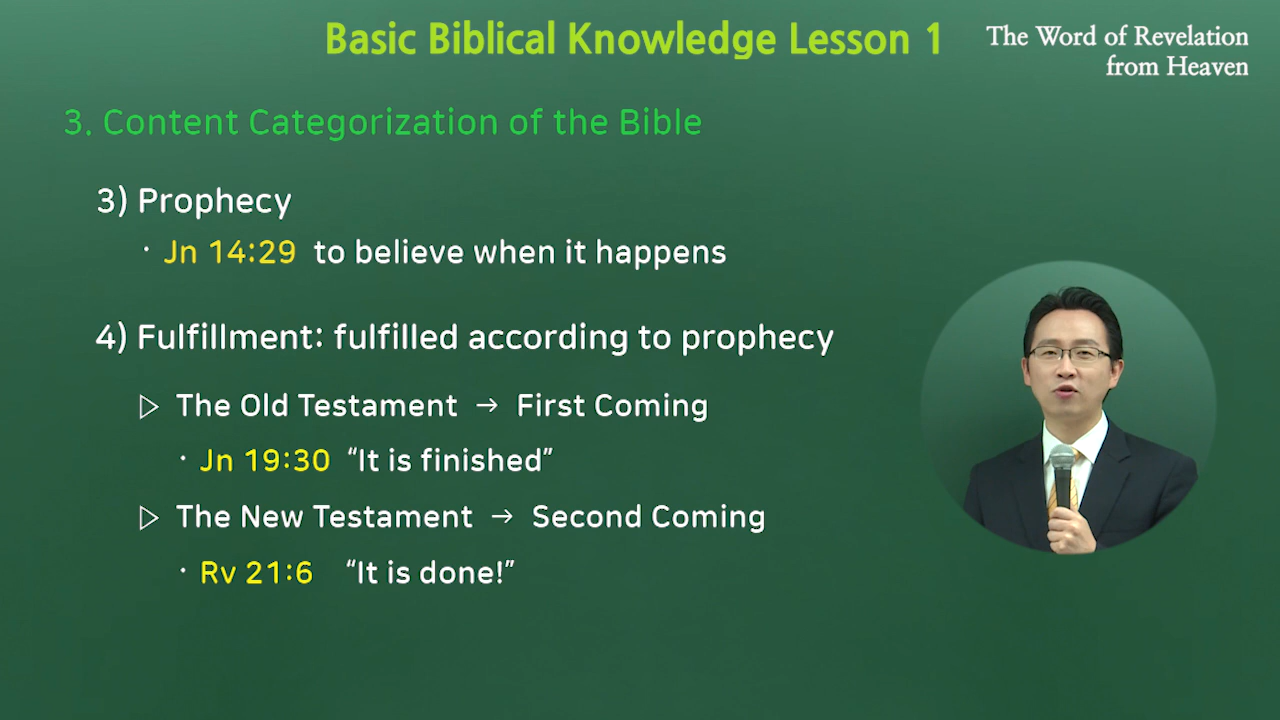 Basic Biblical Knowledge Lesson 1
The Word of Revelation
from Heaven
3. Content Categorization of the Bible
3) Prophecy
· Jn 14:29 to believe when it happens
4) Fulfillment: fulfilled according to prophecy
▷ The Old Testament → First Coming
· Jn 19:30 “It is finished”
▷ The New Testament → Second Coming
· Rv 21:6 “It is done!”